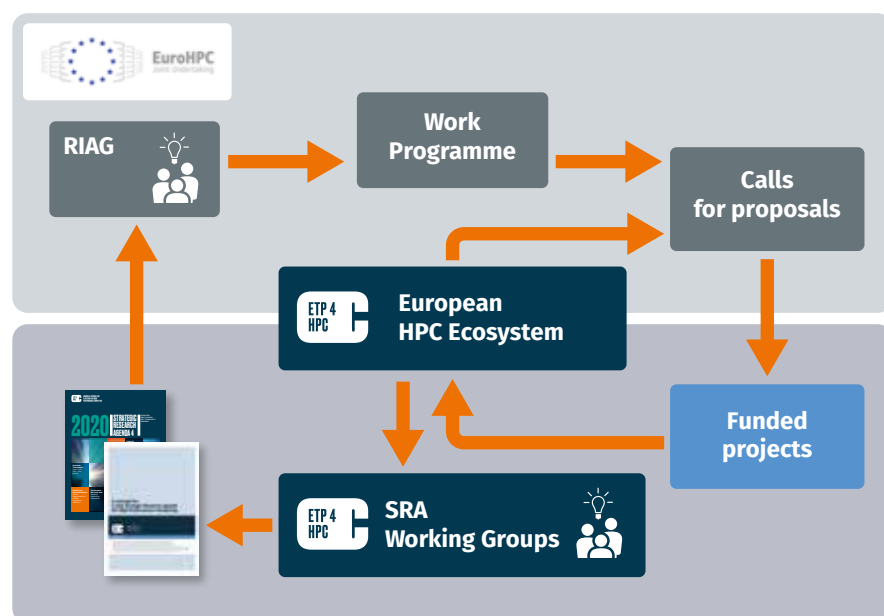 EuroHPC
Joint Undertaking
RIAG
Work
Programme
Calls
for proposals
ETP 4
HPC
European
HPC Ecosystem
Funded
projects
2020
STRATEGIC
RESEARCH
AGENDA 4
ETP 4
HPC
SRA
Working Groups